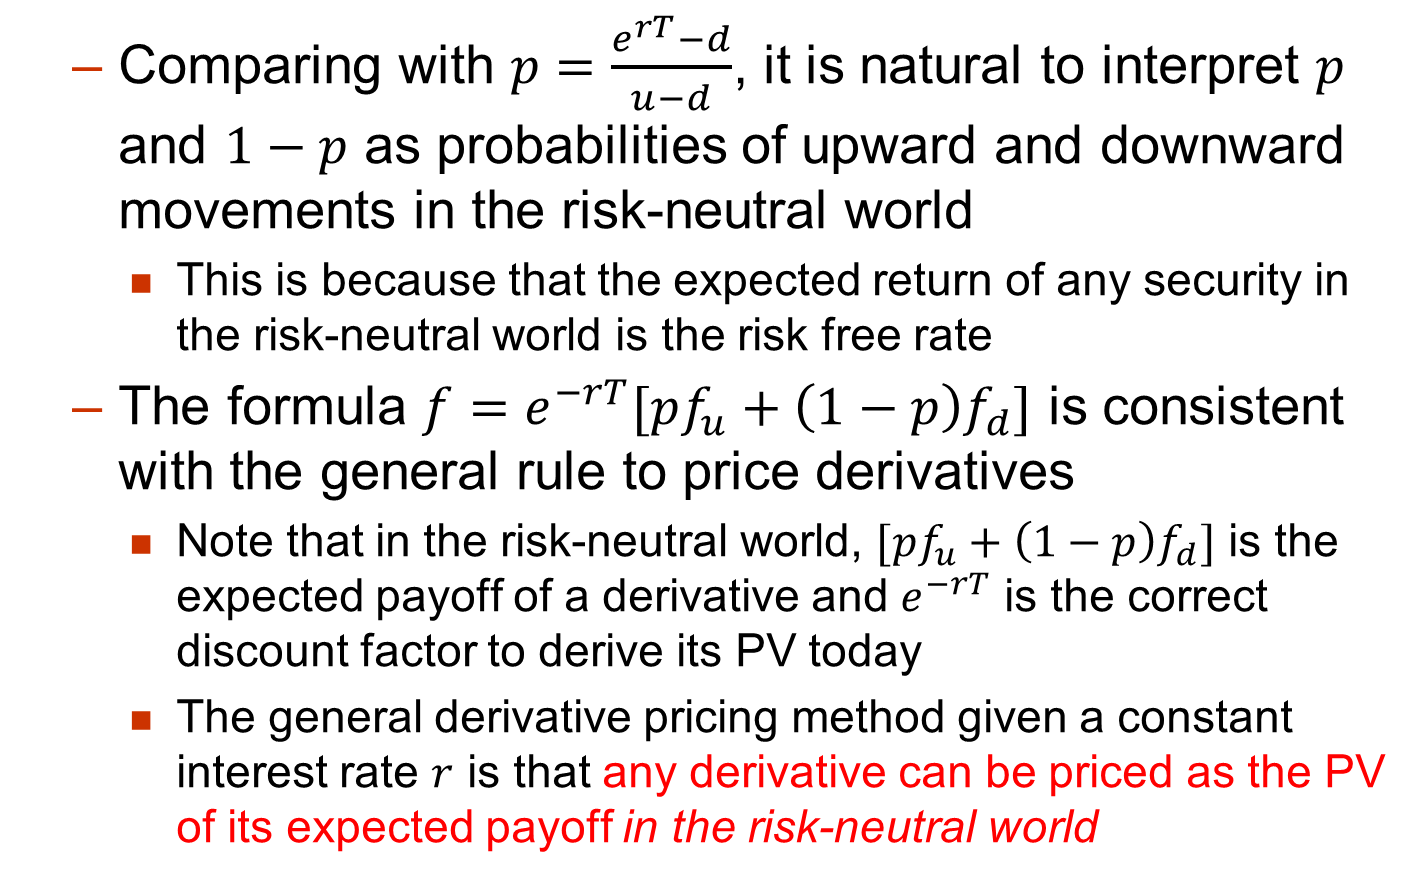 – Comparing with p = (e^{rT} − d)/(u − d), it is natural to interpret p
and 1 − p as probabilities of upward and downward
movements in the risk-neutral world
▪ This is because that the expected return of any security in
the risk-neutral world is the risk free rate
– The formula f = e^{−rT}[pf_u + (1 − p)f_d] is consistent
with the general rule to price derivatives
▪ Note that in the risk-neutral world, [pf_u + (1 − p)f_d] is the
expected payoff of a derivative and e^{−rT} is the correct
discount factor to derive its PV today
▪ The general derivative pricing method given a constant
interest rate r is that any derivative can be priced as the PV
of its expected payoff in the risk-neutral world